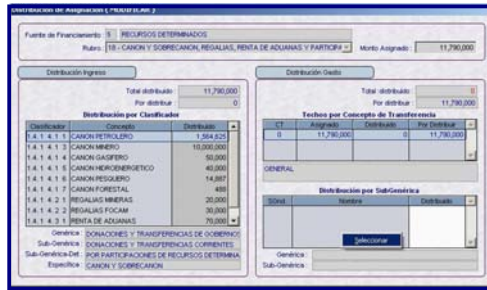 Distribución de Asignación ( MODIFICAR )
Fuente de Financiamiento : 5 RECURSOS DETERMINADOS
Rubro : 18 - CANON Y SOBRECANON, REGALIAS, RENTA DE ADUANAS Y PARTICIPA Monto Asignado : 11,790,000
Distribución Ingreso
Total distribuido 11,790,000
Por distribuir 0
Distribución por Clasificador
Clasificador Concepto Distribuido
1.4.1 4.1 1 CANON PETROLERO 1,564,625
1.4.1 4.1 3 CANON MINERO 10,000,000
1.4.1 4.1 4 CANON GASIFERO 50,000
1.4.1 4.1 5 CANON HIDROENERGETICO 40,000
1.4.1 4.1 6 CANON PESQUERO 14,887
1.4.1 4.1 7 CANON FORESTAL 488
1.4.1 4.2 1 REGALIAS MINERAS 20,000
1.4.1 4.2 2 REGALIAS FOCAM 30,000
1.4.1 4.3 1 RENTA DE ADUANAS 70,000
Genérica : DONACIONES Y TRANSFERENCIAS DE GOBIERNOS
Sub-Genérica : DONACIONES Y TRANSFERENCIAS CORRIENTES
Sub-Genérica-Det : POR PARTICIPACIONES DE RECURSOS DETERMINA
Especifica : CANON Y SOBRECANON
Distribución Gasto
Total distribuido 0
Por distribuir 11,790,000
Techos por Concepto de Transferencia
CT Asignado Distribuido Por Distribuir
0 11,790,000 0 11,790,000
GENERAL
Distribución por SubGenérica
SGnd Nombre Distribuido
Seleccionar
Genérica :
Sub-Genérica :